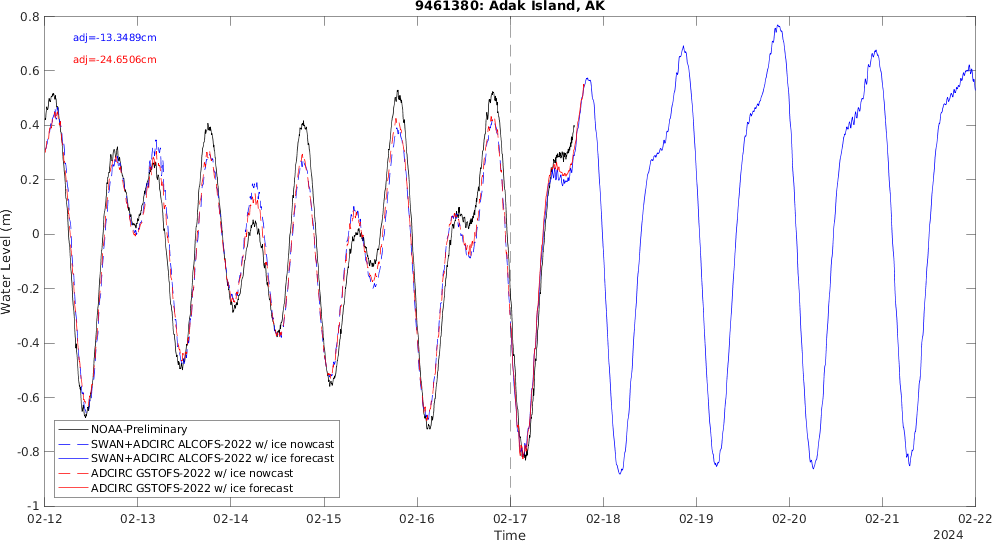 9461380: Adak Island, AK
adj=-13.3489cm
adj=-24.6506cm
0.8
0.6
0.4
0.2
0
-0.2
-0.4
-0.6
-0.8
-1
Water Level (m)
NOAA-Preliminary
SWAN+ADCIRC ALCOFS-2022 w/ ice nowcast
SWAN+ADCIRC ALCOFS-2022 w/ ice forecast
ADCIRC GSTOFS-2022 w/ ice nowcast
ADCIRC GSTOFS-2022 w/ ice forecast
02-12 02-13 02-14 02-15 02-16 02-17 02-18 02-19 02-20 02-21 02-22
Time
2024